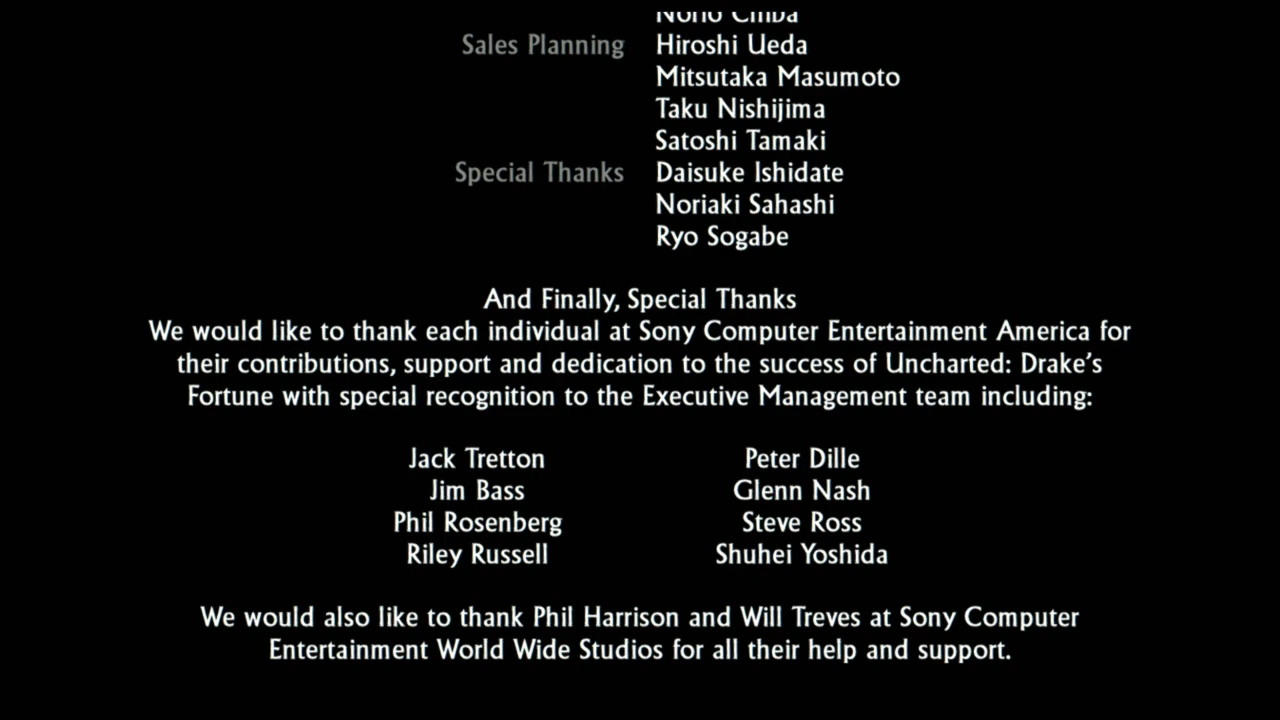 Norio Chiba
Sales Planning Hiroshi Ueda
Mitsutaka Masumoto
Taku Nishijima
Satoshi Tamaki
Special Thanks Daisuke Ishidate
Noriaki Sahashi
Ryo Sogabe
And Finally, Special Thanks
We would like to thank each individual at Sony Computer Entertainment America for
their contributions, support and dedication to the success of Uncharted: Drake's
Fortune with special recognition to the Executive Management team including:
Jack Tretton Peter Dille
Jim Bass Glenn Nash
Phil Rosenberg Steve Ross
Riley Russell Shuhei Yoshida
We would also like to thank Phil Harrison and Will Treves at Sony Computer
Entertainment World Wide Studios for all their help and support.